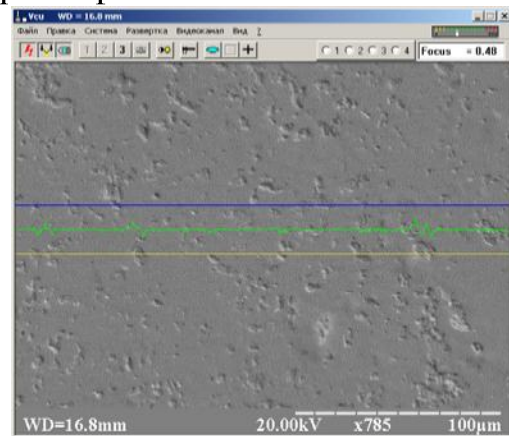 Vcu WD = 16.8 mm
Файл Правка Система Развертка Видеоканал Вид ?
1 2 3 1 2 3 4 Focus = 0.48
WD=16.8mm 20.00kV x785 100µm